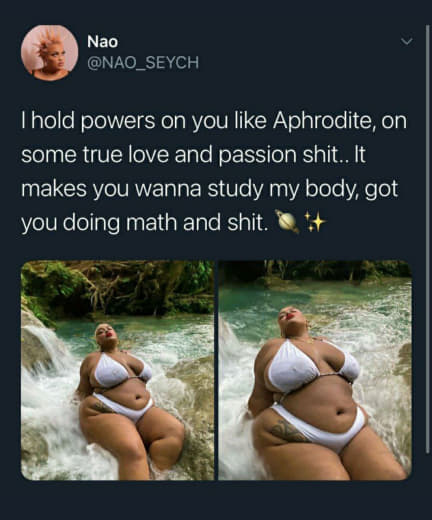 Nao
@NAO_SEYCH
I hold powers on you like Aphrodite, on
some true love and passion shit.. It
makes you wanna study my body, got
you doing math and shit. 🪐✨